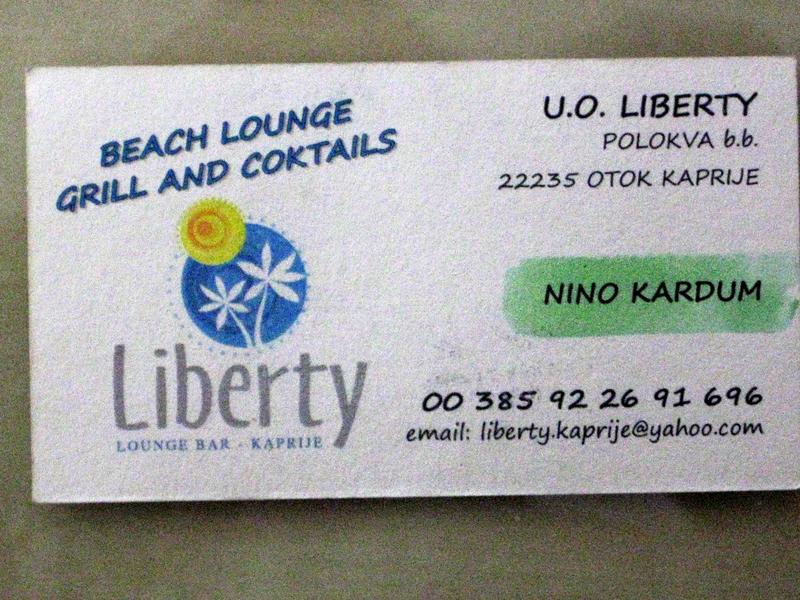 BEACH LOUNGE
GRILL AND COKTAILS
Liberty
LOUNGE BAR - KAPRIJE
U.O. LIBERTY
POLOKVA b.b.
22235 OTOK KAPRIJE
NINO KARDUM
00 385 92 26 91 696
email: liberty.kaprije@yahoo.com